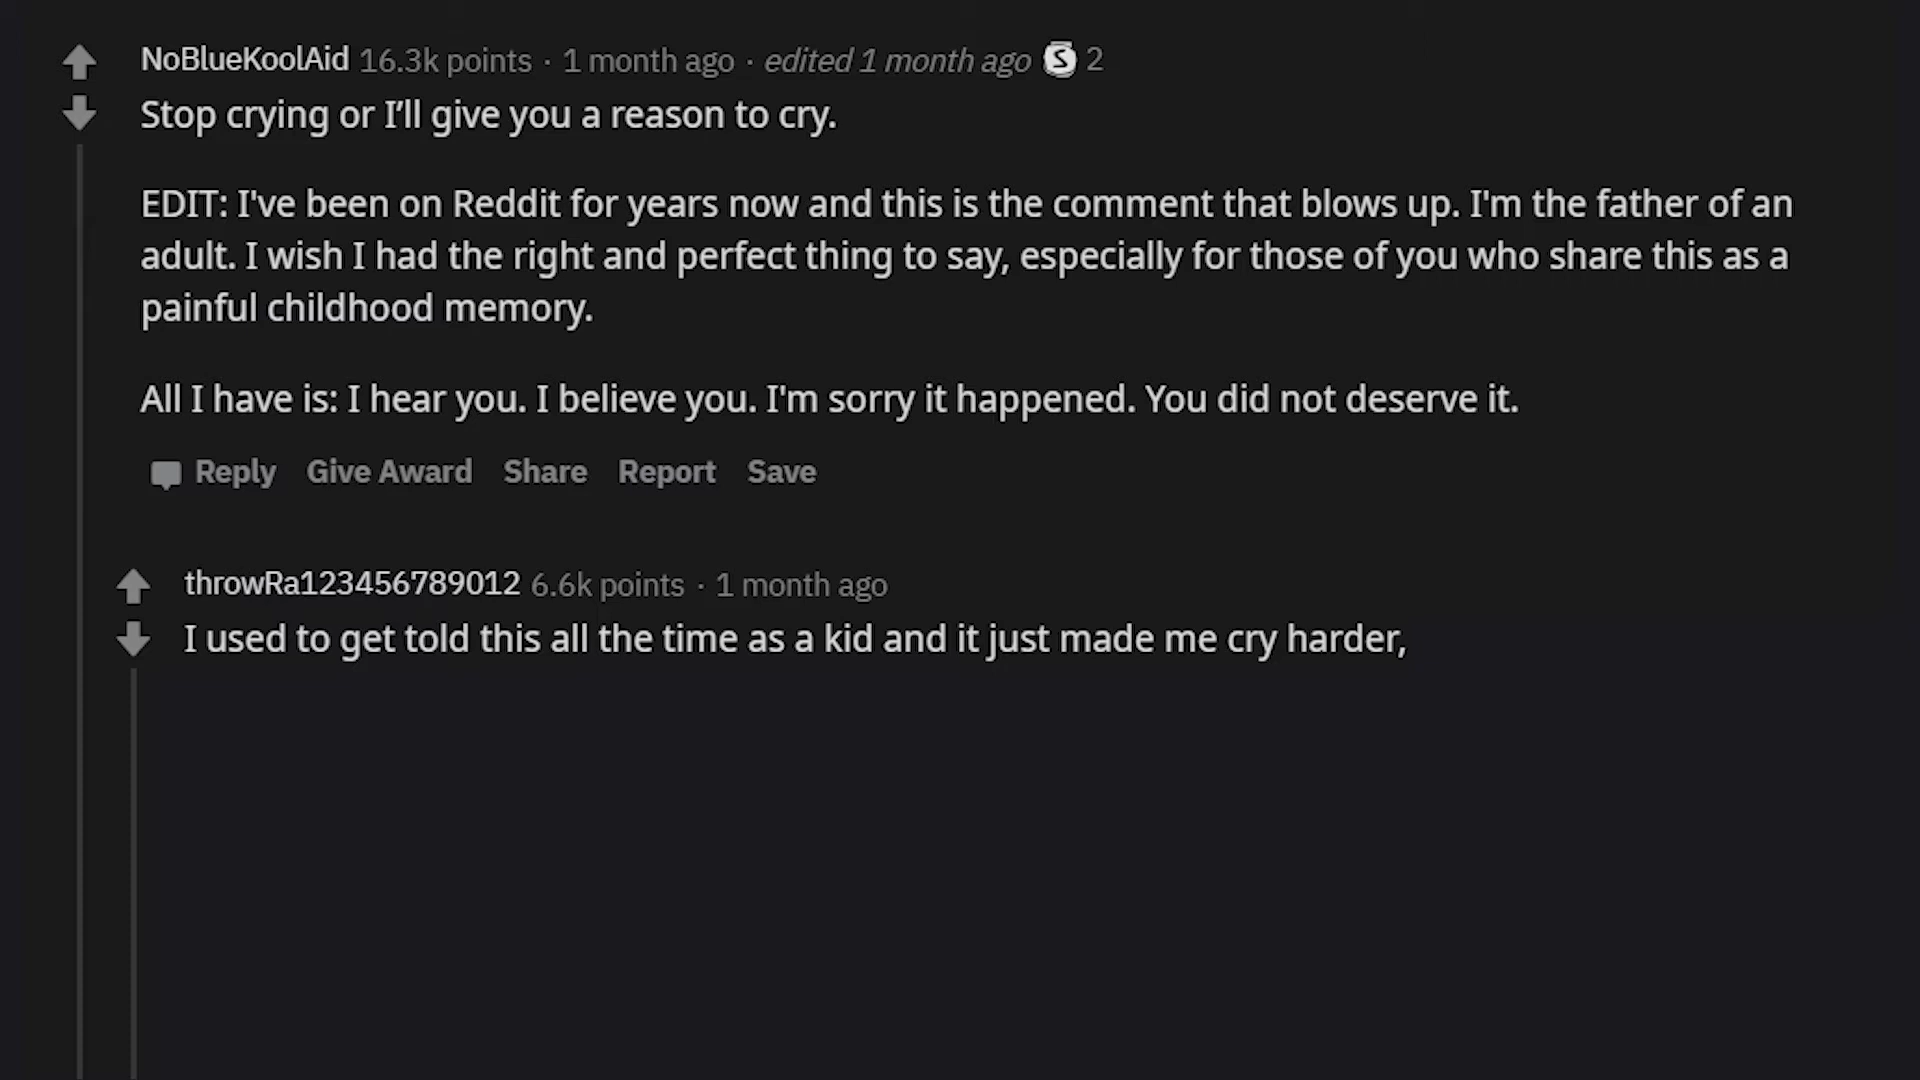 NoBlueKoolAid 16.3k points · 1 month ago · edited 1 month ago S 2
Stop crying or I’ll give you a reason to cry.
EDIT: I've been on Reddit for years now and this is the comment that blows up. I'm the father of an
adult. I wish I had the right and perfect thing to say, especially for those of you who share this as a
painful childhood memory.
All I have is: I hear you. I believe you. I'm sorry it happened. You did not deserve it.
Reply Give Award Share Report Save
throwRa123456789012 6.6k points · 1 month ago
I used to get told this all the time as a kid and it just made me cry harder,